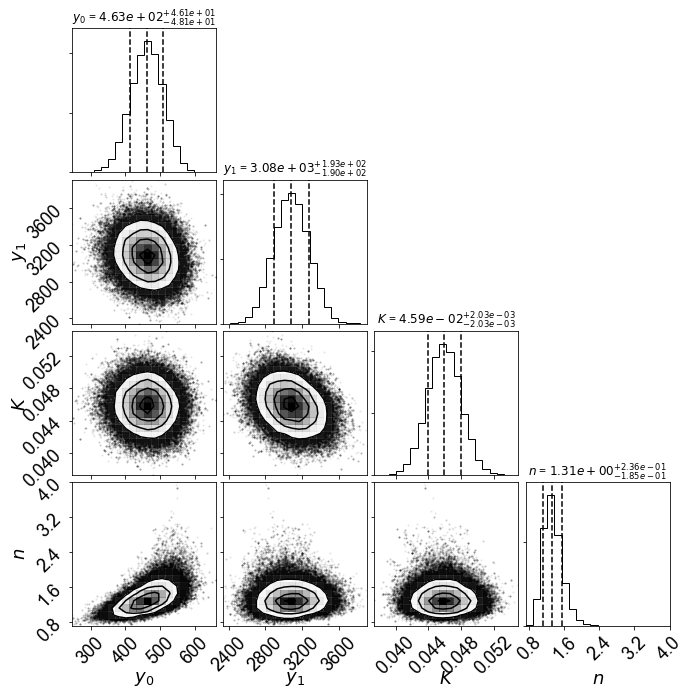 y₀ = 4.63e + 02 +4.61e+01 −4.81e+01
y₁ = 3.08e + 03 +1.93e+02 −1.90e+02
y₁
3600
3200
2800
2400
K = 4.59e − 02 +2.03e−03 −2.03e−03
K
0.052
0.048
0.044
0.040
n = 1.31e + 00 +2.36e−01 −1.85e−01
n
4.0
3.2
2.4
1.6
0.8
300 400 500 600
2400 2800 3200 3600
0.040 0.044 0.048 0.052
0.8 1.6 2.4 3.2 4.0
y₀ y₁ K n